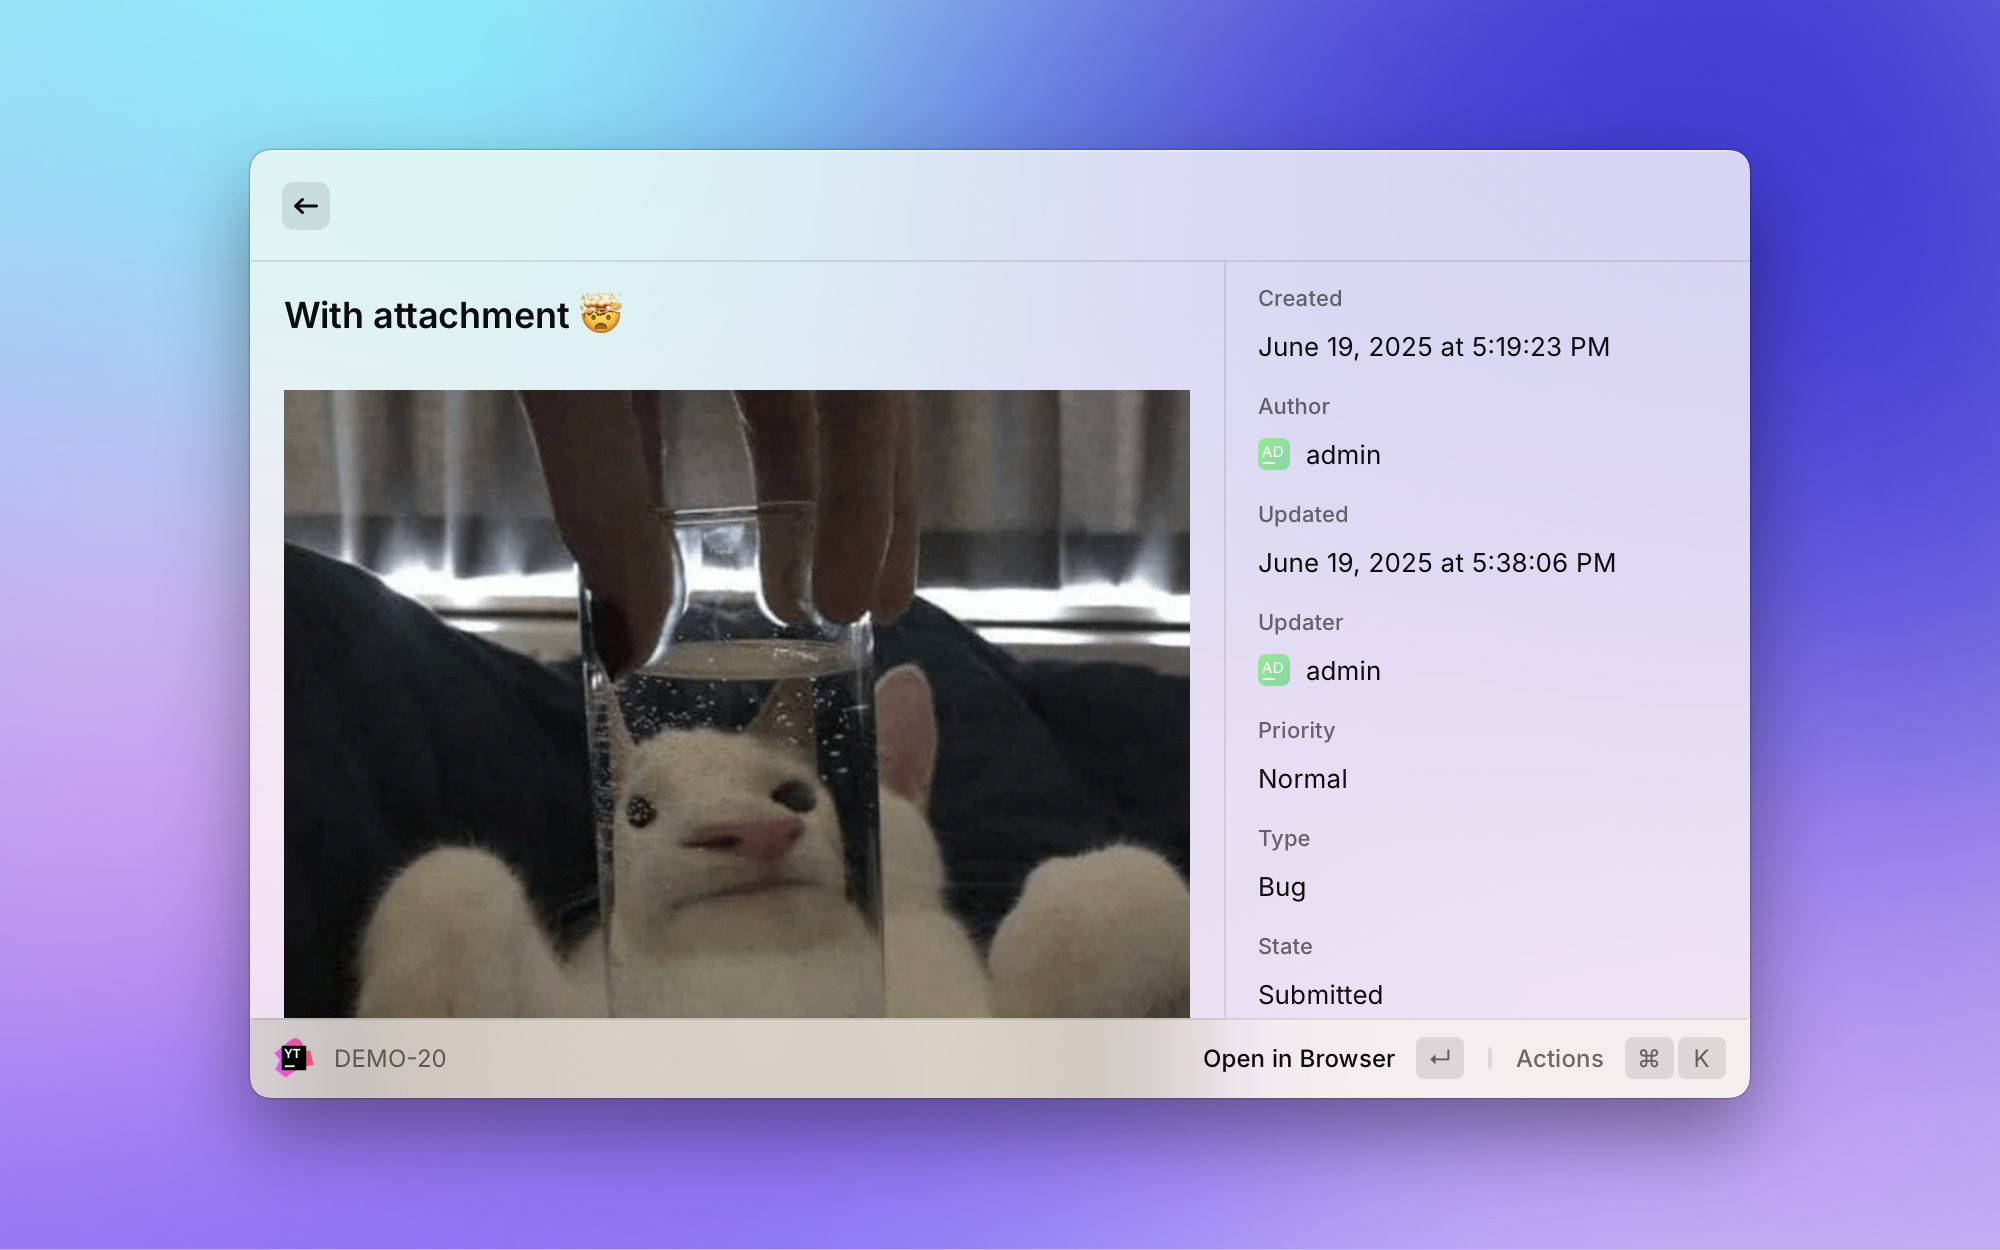 With attachment 🤯
Created
June 19, 2025 at 5:19:23 PM
Author
AD admin
Updated
June 19, 2025 at 5:38:06 PM
Updater
AD admin
Priority
Normal
Type
Bug
State
Submitted
YT DEMO-20
Open in Browser ↵ Actions ⌘ K